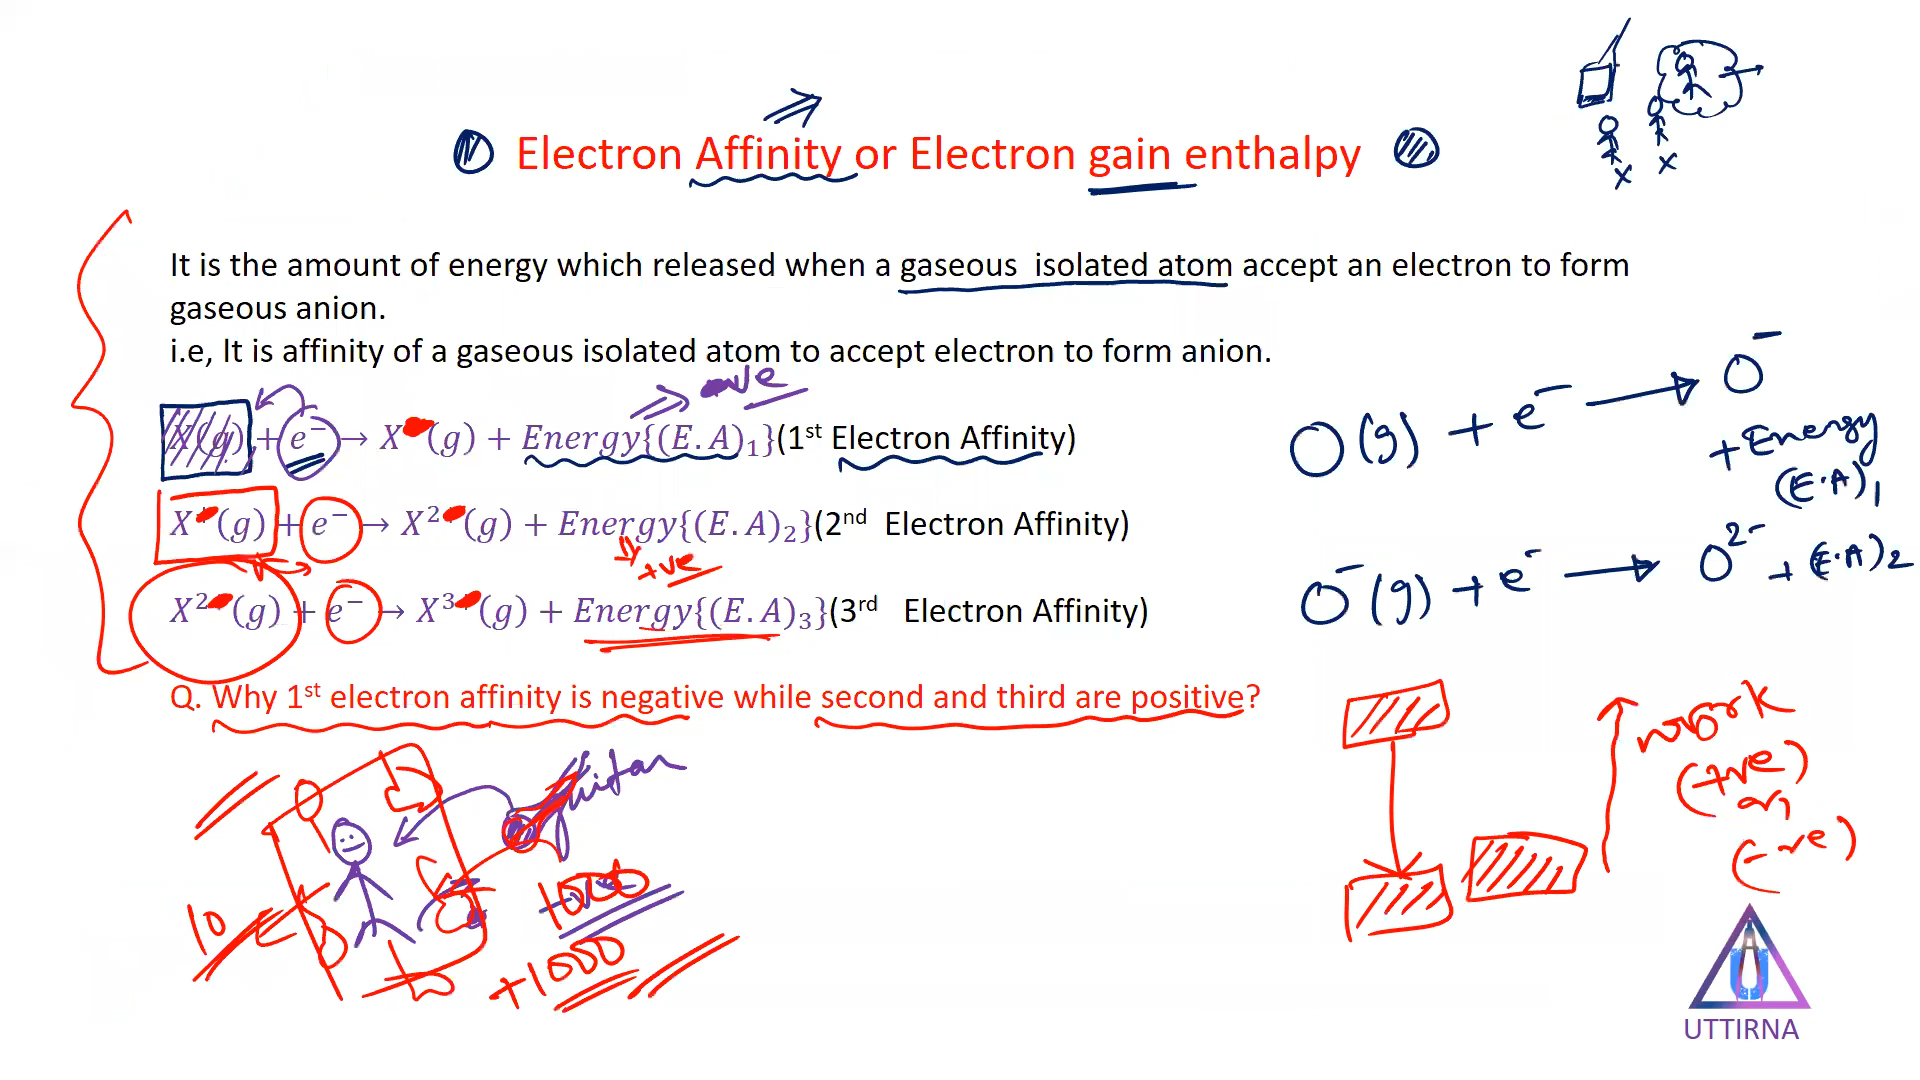 Electron Affinity or Electron gain enthalpy
It is the amount of energy which released when a gaseous isolated atom accept an electron to form
gaseous anion.
i.e, It is affinity of a gaseous isolated atom to accept electron to form anion.
-ve
X(g) + e⁻ → X⁻(g) + Energy{(E.A)₁}(1st Electron Affinity)
X⁻(g) + e⁻ → X²⁻(g) + Energy{(E.A)₂}(2nd Electron Affinity)
+ve
X²⁻(g) + e⁻ → X³⁻(g) + Energy{(E.A)₃}(3rd Electron Affinity)
Q. Why 1st electron affinity is negative while second and third are positive?
O(g) + e⁻ → O⁻
+ Energy
(E.A)₁
O⁻(g) + e⁻ → O²⁻ + (E.A)₂
work
(+ve)
or
(-ve)
10
1000
+1000
UTTIRNA